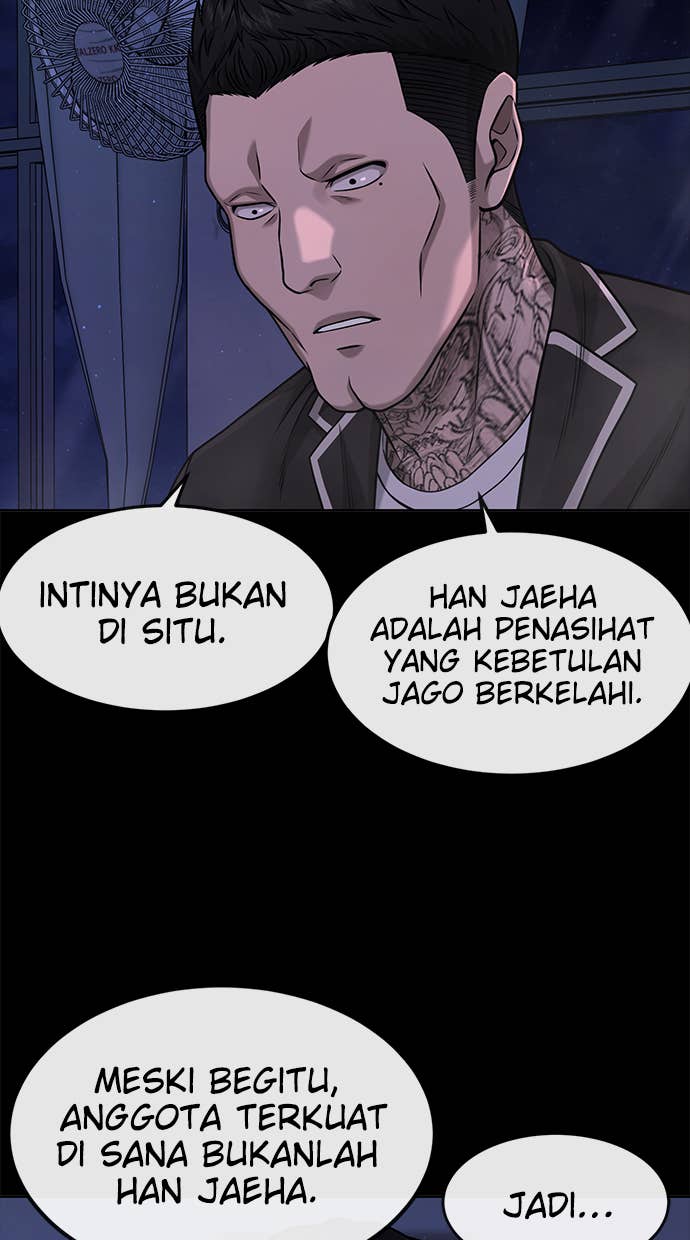 INTINYA BUKAN
DI SITU.
HAN JAEHA
ADALAH PENASIHAT
YANG KEBETULAN
JAGO BERKELAHI.
MESKI BEGITU,
ANGGOTA TERKUAT
DI SANA BUKANLAH
HAN JAEHA.
JADI...